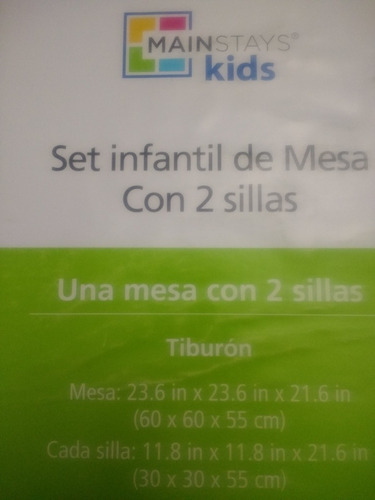 MAINSTAYS®
kids
Set infantil de Mesa
Con 2 sillas
Una mesa con 2 sillas
Tiburón
Mesa: 23.6 in x 23.6 in x 21.6 in
(60 x 60 x 55 cm)
Cada silla: 11.8 in x 11.8 in x 21.6 in
(30 x 30 x 55 cm)